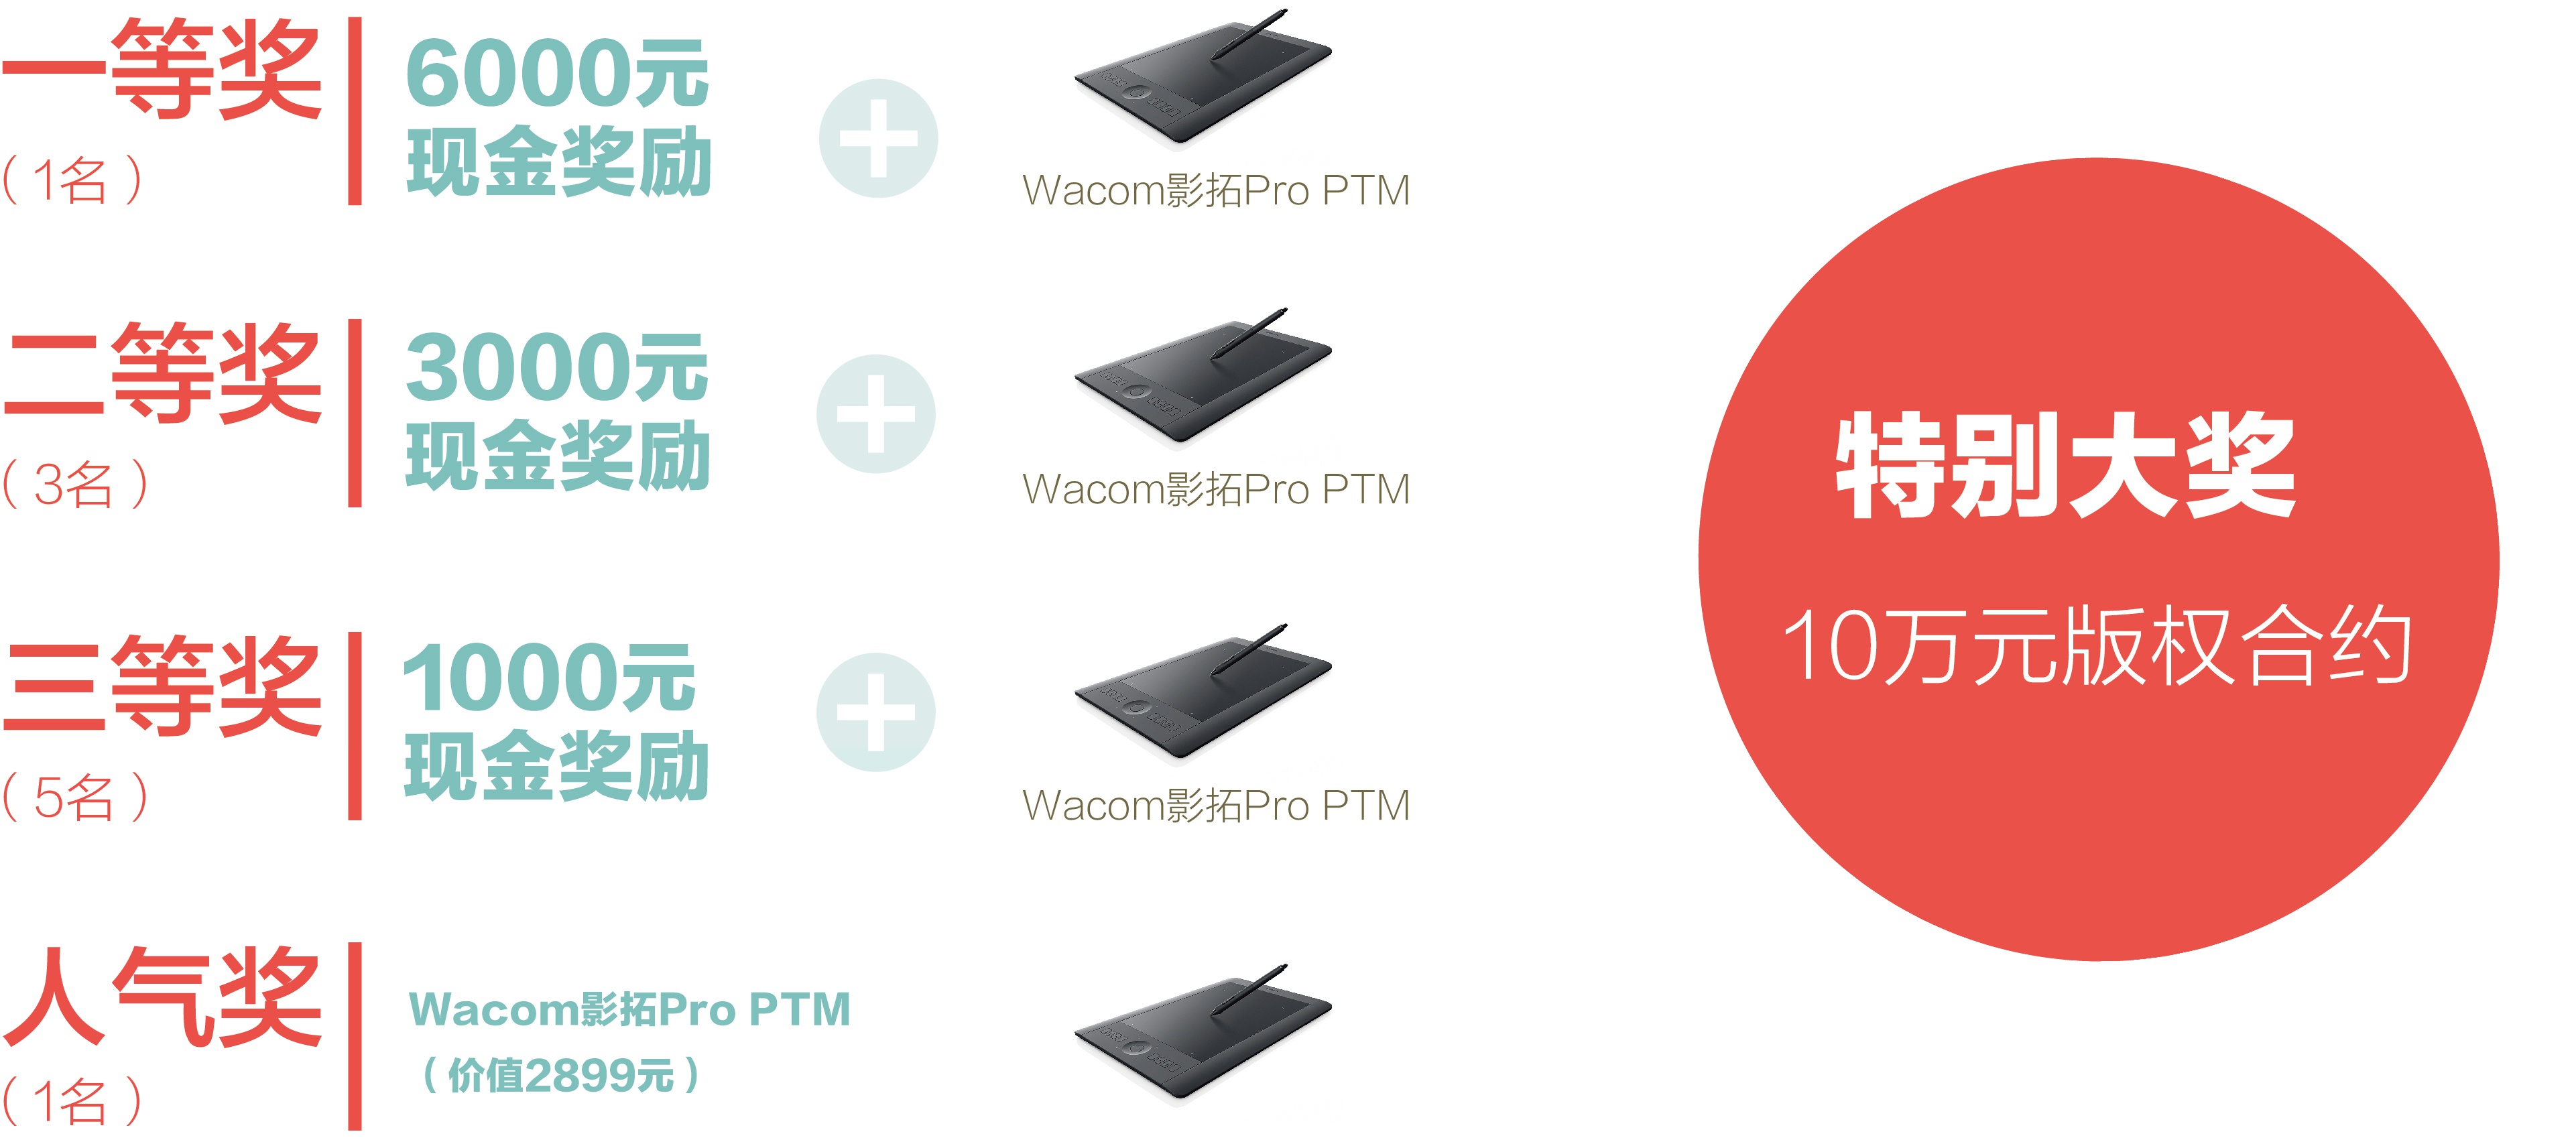 一等奖
（1名）
6000元
现金奖励
Wacom影拓Pro PTM
二等奖
（3名）
3000元
现金奖励
Wacom影拓Pro PTM
三等奖
（5名）
1000元
现金奖励
Wacom影拓Pro PTM
人气奖
（1名）
Wacom影拓Pro PTM
（价值2899元）
特别大奖
10万元版权合约